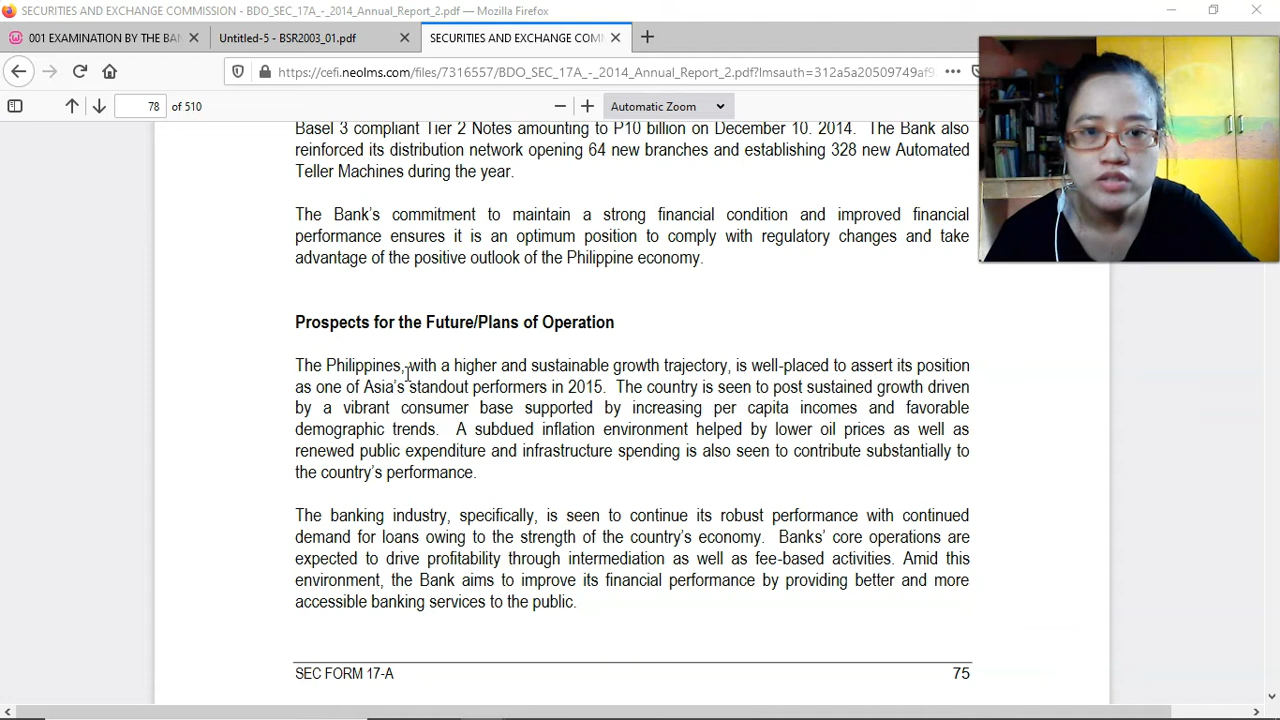 SECURITIES AND EXCHANGE COMMISSION - BDO_SEC_17A_-_2014_Annual_Report_2.pdf — Mozilla Firefox
001 EXAMINATION BY THE BA
Untitled-5 - BSR2003_01.pdf
SECURITIES AND EXCHANGE COMM
https://cefi.neolms.com/files/7316557/BDO_SEC_17A_-_2014_Annual_Report_2.pdf?lmsauth=312a5a20509749af9
78 of 510
Automatic Zoom
Basel 3 compliant Tier 2 Notes amounting to P10 billion on December 10. 2014. The Bank also
reinforced its distribution network opening 64 new branches and establishing 328 new Automated
Teller Machines during the year.
The Bank's commitment to maintain a strong financial condition and improved financial
performance ensures it is an optimum position to comply with regulatory changes and take
advantage of the positive outlook of the Philippine economy.
Prospects for the Future/Plans of Operation
The Philippines, with a higher and sustainable growth trajectory, is well-placed to assert its position
as one of Asia's standout performers in 2015. The country is seen to post sustained growth driven
by a vibrant consumer base supported by increasing per capita incomes and favorable
demographic trends. A subdued inflation environment helped by lower oil prices as well as
renewed public expenditure and infrastructure spending is also seen to contribute substantially to
the country's performance.
The banking industry, specifically, is seen to continue its robust performance with continued
demand for loans owing to the strength of the country's economy. Banks' core operations are
expected to drive profitability through intermediation as well as fee-based activities. Amid this
environment, the Bank aims to improve its financial performance by providing better and more
accessible banking services to the public.
SEC FORM 17-A 75